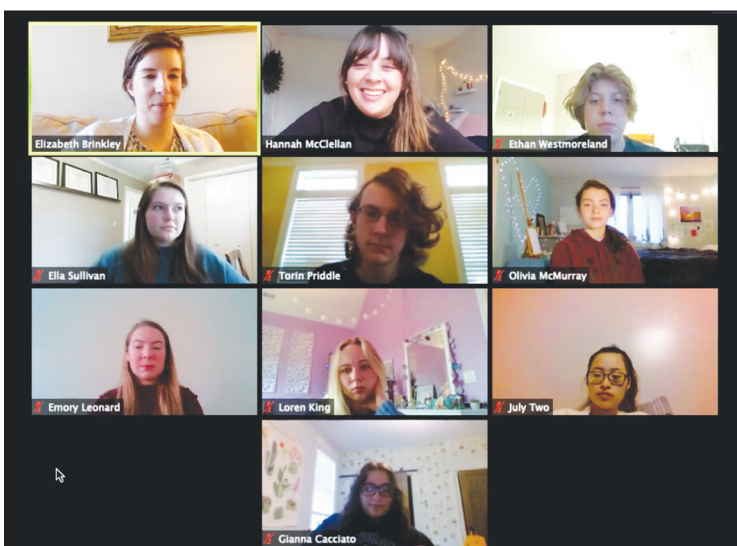 Elizabeth Brinkley
Hannah McClellan
Ethan Westmoreland
Ella Sullivan
Torin Priddle
Olivia McMurray
Emory Leonard
Loren King
July Two
Gianna Cacciato